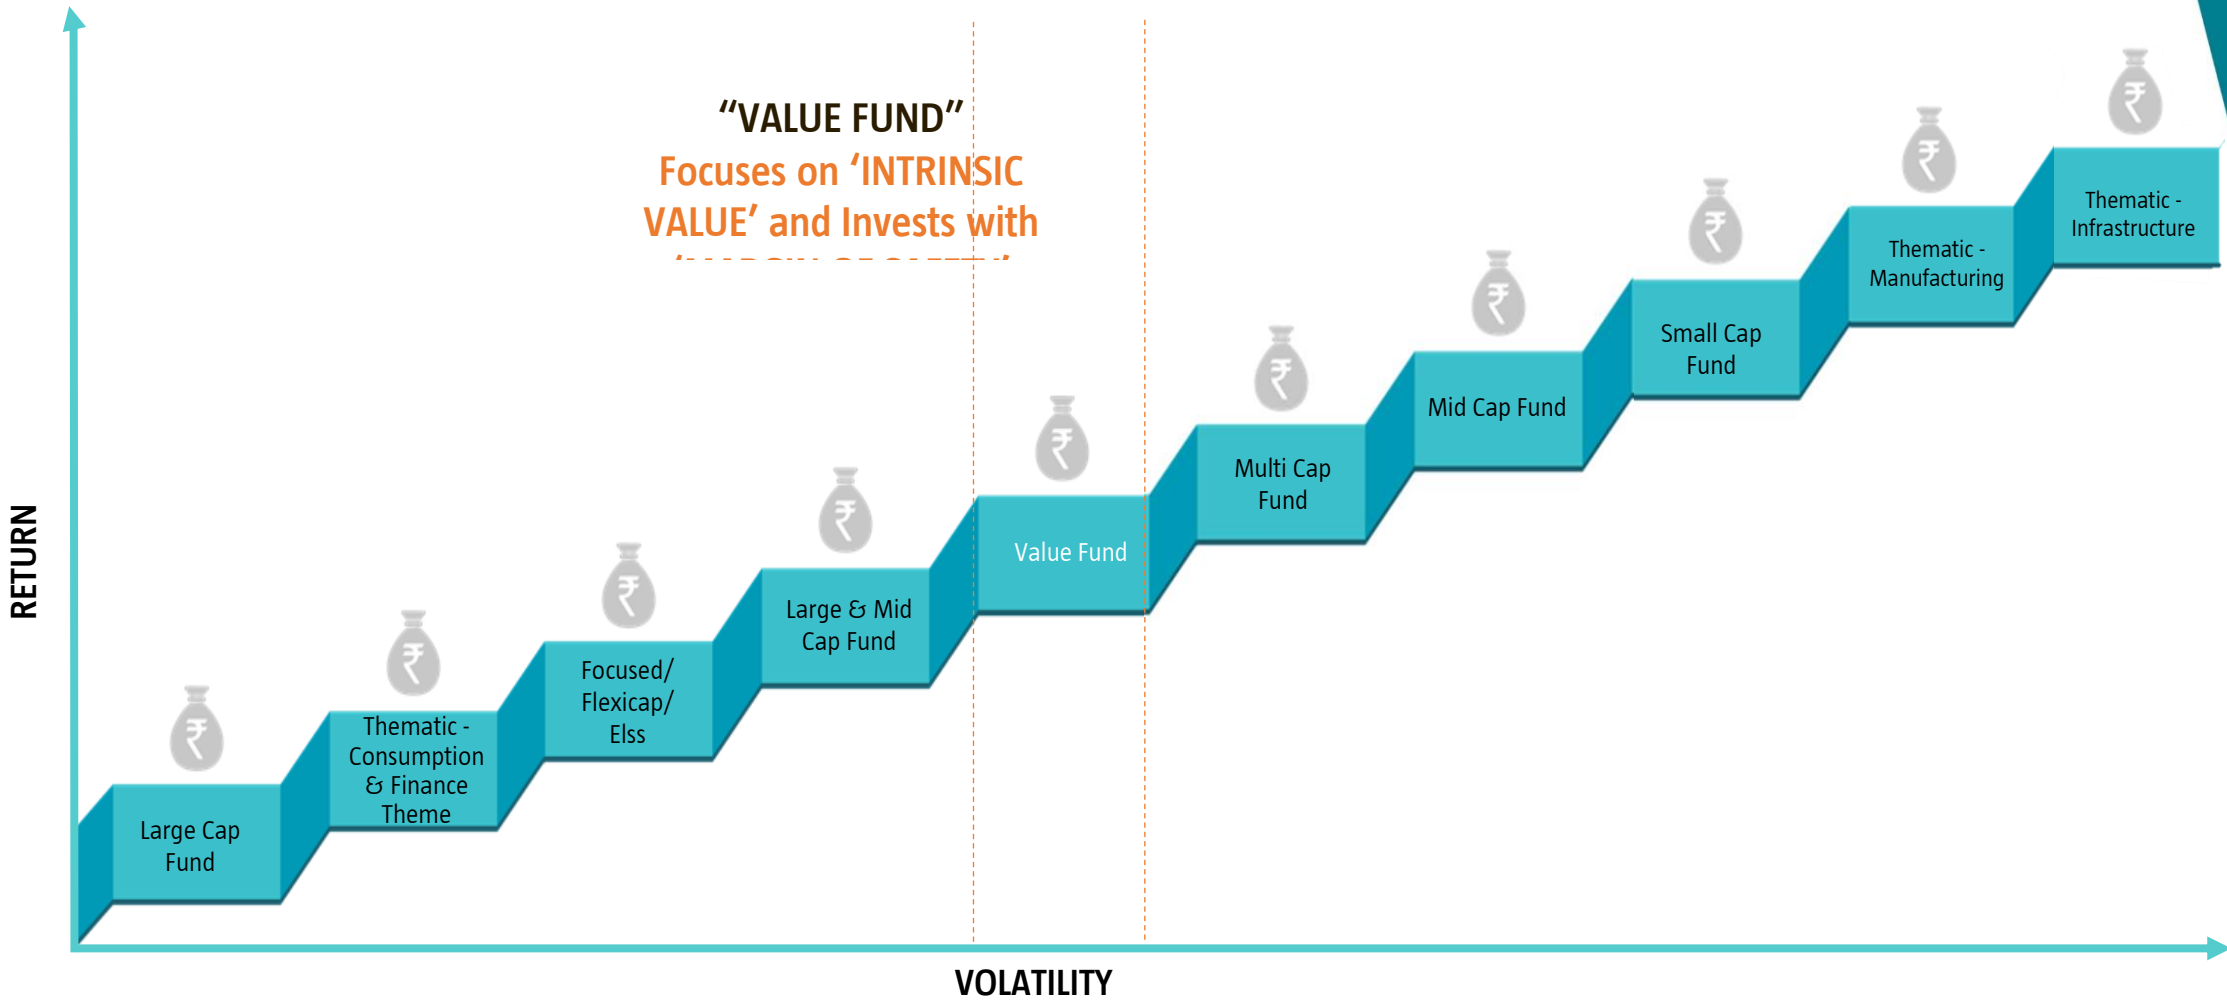 “VALUE FUND”
Focuses on ‘INTRINSIC
VALUE’ and Invests with
Thematic -
Infrastructure
Thematic -
Manufacturing
Small Cap
Fund
Mid Cap Fund
Multi Cap
Fund
Value Fund
Large & Mid
Cap Fund
Focused/
Flexicap/
Elss
Thematic -
Consumption
& Finance
Theme
Large Cap
Fund
RETURN
VOLATILITY